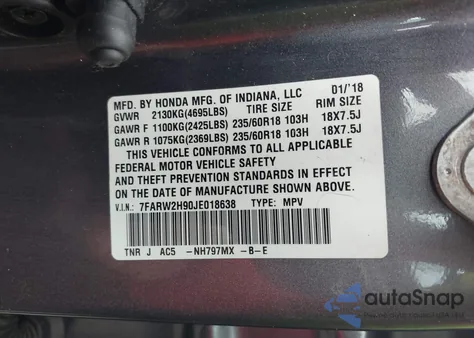 MFD. BY HONDA MFG. OF INDIANA, LLC 01/'18
GVWR 2130KG(4695LBS) TIRE SIZE RIM SIZE
GAWR F 1100KG(2425LBS) 235/60R18 103H 18X7.5J
GAWR R 1075KG(2369LBS) 235/60R18 103H 18X7.5J
THIS VEHICLE CONFORMS TO ALL APPLICABLE
FEDERAL MOTOR VEHICLE SAFETY
AND THEFT PREVENTION STANDARDS IN EFFECT
ON THE DATE OF MANUFACTURE SHOWN ABOVE.
V.I.N.: 7FARW2H90JE018638 TYPE: MPV
TNR J AC5 -NH797MX -B-E
autoSnap